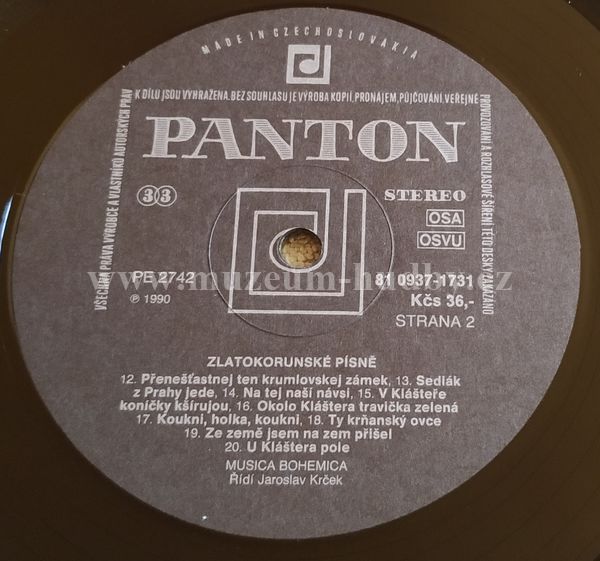 MADE IN CZECHOSLOVAKIA
VŠECHNA PRÁVA VÝROBCE A VLASTNÍKŮ AUTORSKÝCH PRÁV
K DÍLU JSOU VYHRAŽENA. BEZ SOUHLASU JE VÝROBA KOPIÍ, PRONÁJEM, PŮJČOVÁNÍ, VEŘEJNÉ
PROVOZOVÁNÍ A ROZHLASOVÉ ŠÍŘENÍ TÉTO DESKY ZAKÁZÁNO
PANTON
33
STEREO
OSA
OSVU
PE 2742
81 0937-1731
℗ 1990
Kčs 36,-
STRANA 2
www.muzeum-hudby.cz
ZLATOKORUNSKÉ PÍSNĚ
12. Přenešťastnej ten krumlovskej zámek, 13. Sedlák
z Prahy jede, 14. Na tej naší návsi, 15. V Klášteře
koničky kšírujou, 16. Okolo Kláštera travička zelená
17. Koukni, holka, koukni, 18. Ty krňanský ovce
19. Ze země jsem na zem přišel
20. U Kláštera pole
MUSICA BOHEMICA
Řídí Jaroslav Krček